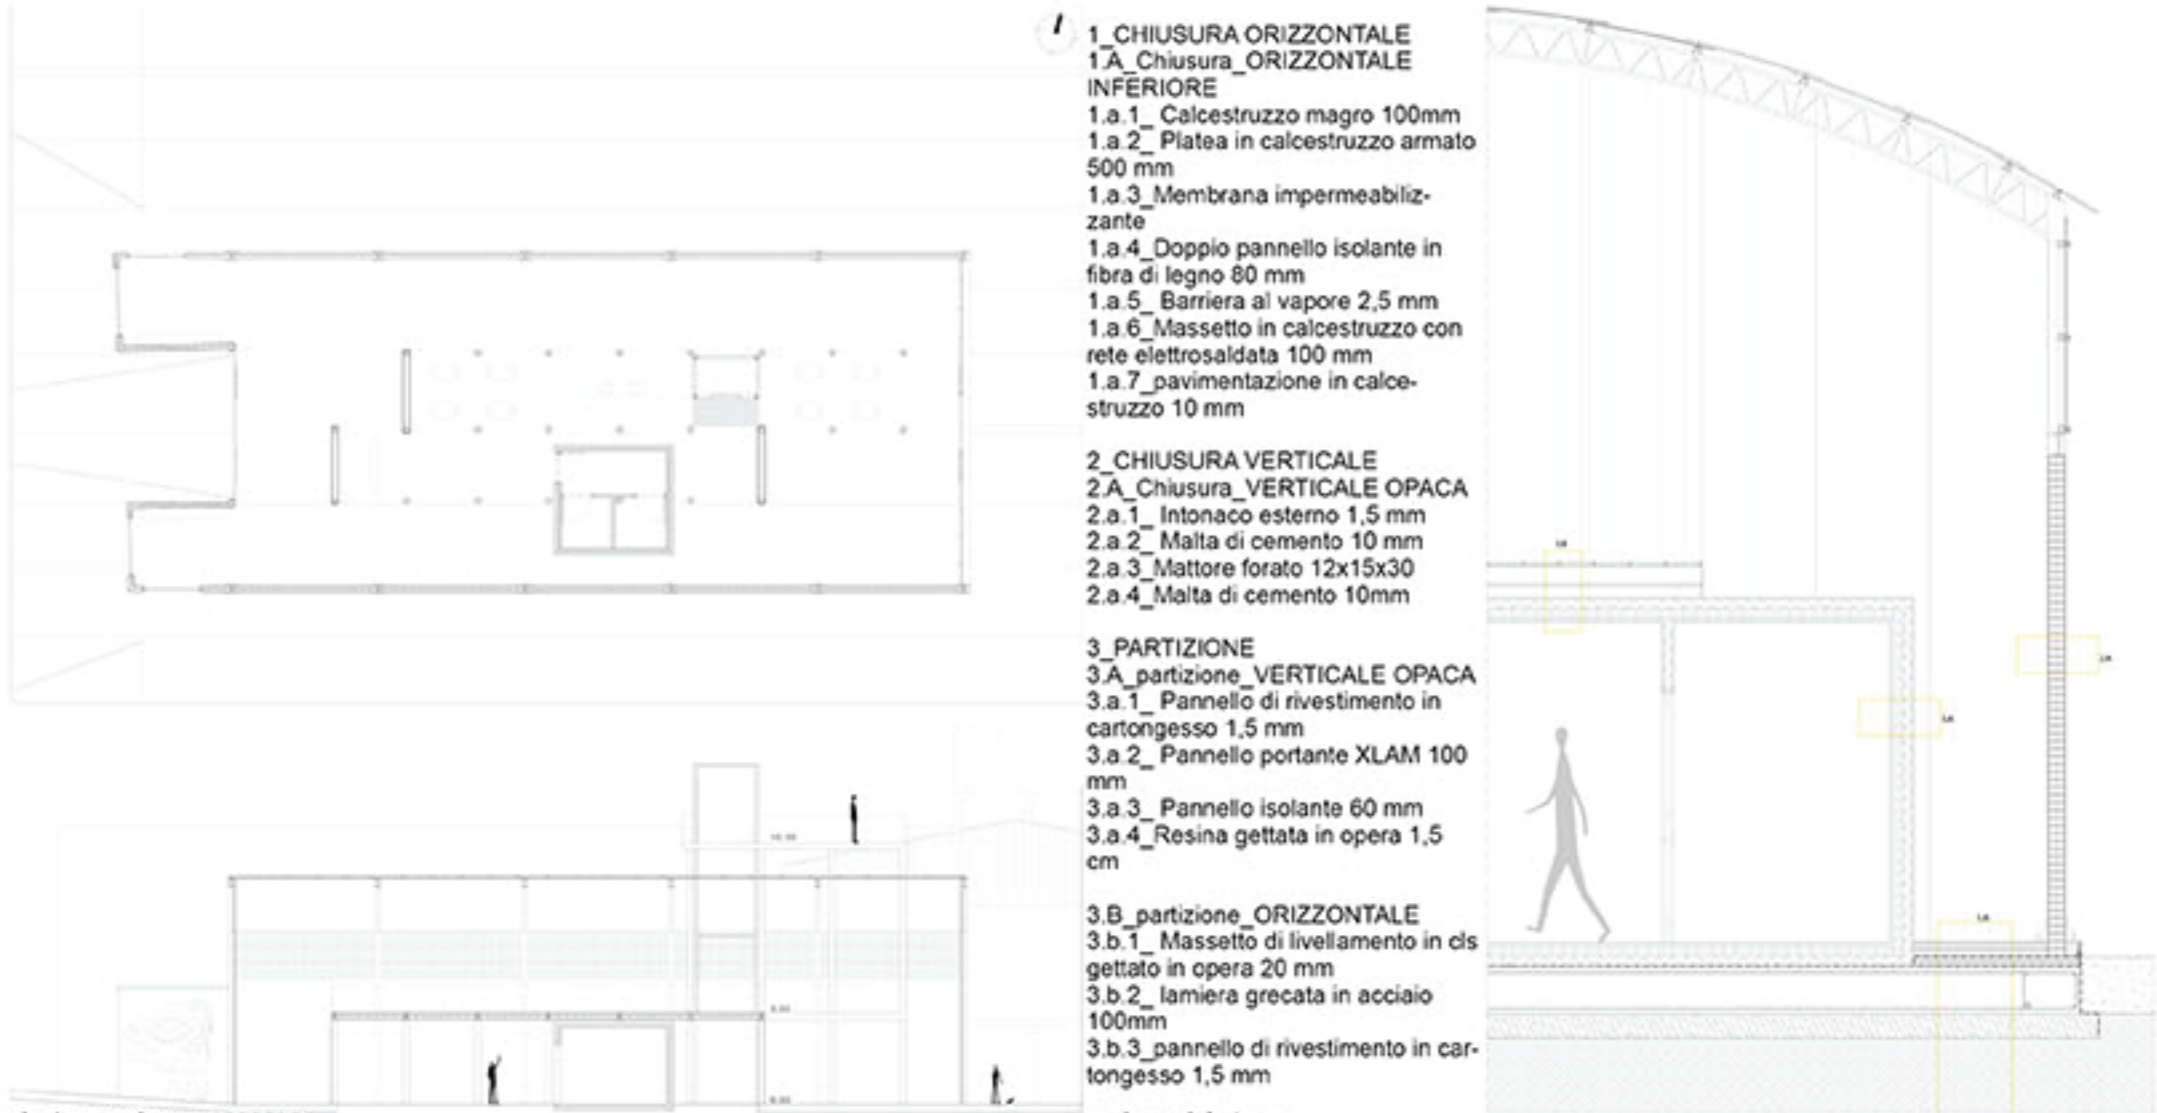 1_CHIUSURA ORIZZONTALE
1.A_Chiusura_ORIZZONTALE
INFERIORE
1.a.1_ Calcestruzzo magro 100mm
1.a.2_ Platea in calcestruzzo armato
500 mm
1.a.3_Membrana impermeabiliz-
zante
1.a.4_Doppio pannello isolante in
fibra di legno 80 mm
1.a.5_ Barriera al vapore 2,5 mm
1.a.6_Massetto in calcestruzzo con
rete elettrosaldata 100 mm
1.a.7_pavimentazione in calce-
struzzo 10 mm
2_CHIUSURA VERTICALE
2.A_Chiusura_VERTICALE OPACA
2.a.1_ Intonaco esterno 1,5 mm
2.a.2_ Malta di cemento 10 mm
2.a.3_Mattore forato 12x15x30
2.a.4_Malta di cemento 10mm
3_PARTIZIONE
3.A_partizione_VERTICALE OPACA
3.a.1_ Pannello di rivestimento in
cartongesso 1,5 mm
3.a.2_ Pannello portante XLAM 100
mm
3.a.3_ Pannello isolante 60 mm
3.a.4_Resina gettata in opera 1,5
cm
3.B_partizione_ORIZZONTALE
3.b.1_ Massetto di livellamento in cls
gettato in opera 20 mm
3.b.2_ lamiera grecata in acciaio
100mm
3.b.3_pannello di rivestimento in car-
tongesso 1,5 mm